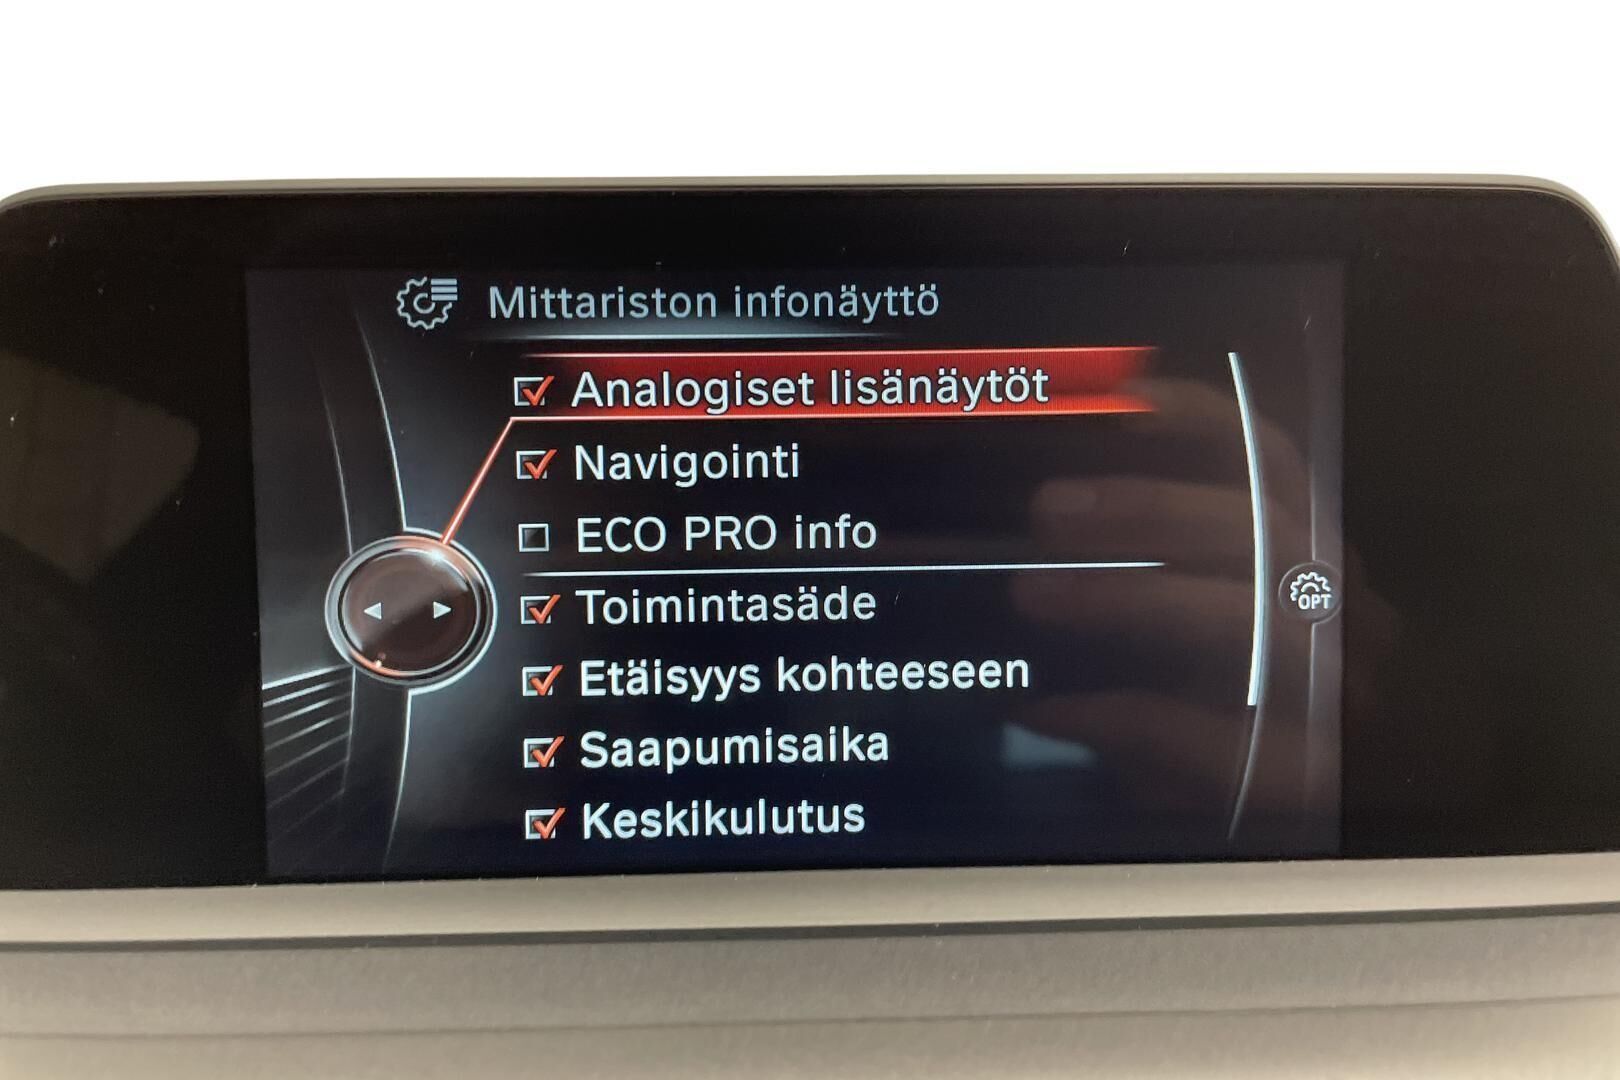 Mittariston infonäyttö
Analogiset lisänäytöt
Navigointi
ECO PRO info
Toimintasäde
OPT
Etäisyys kohteeseen
Saapumisaika
Keskikulutus